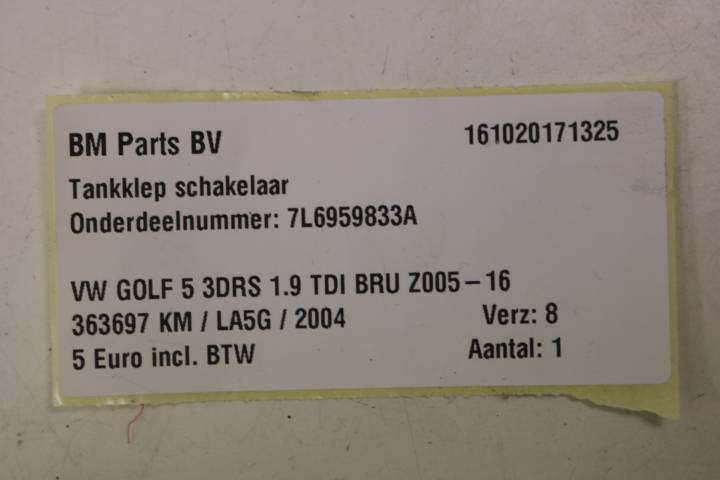 BM Parts BV 161020171325
Tankklep schakelaar
Onderdeelnummer: 7L6959833A
VW GOLF 5 3DRS 1.9 TDI BRU Z005-16
363697 KM / LA5G / 2004 Verz: 8
5 Euro incl. BTW Aantal: 1